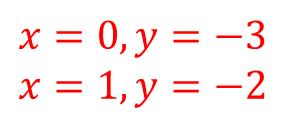 x = 0, y = −3
x = 1, y = −2